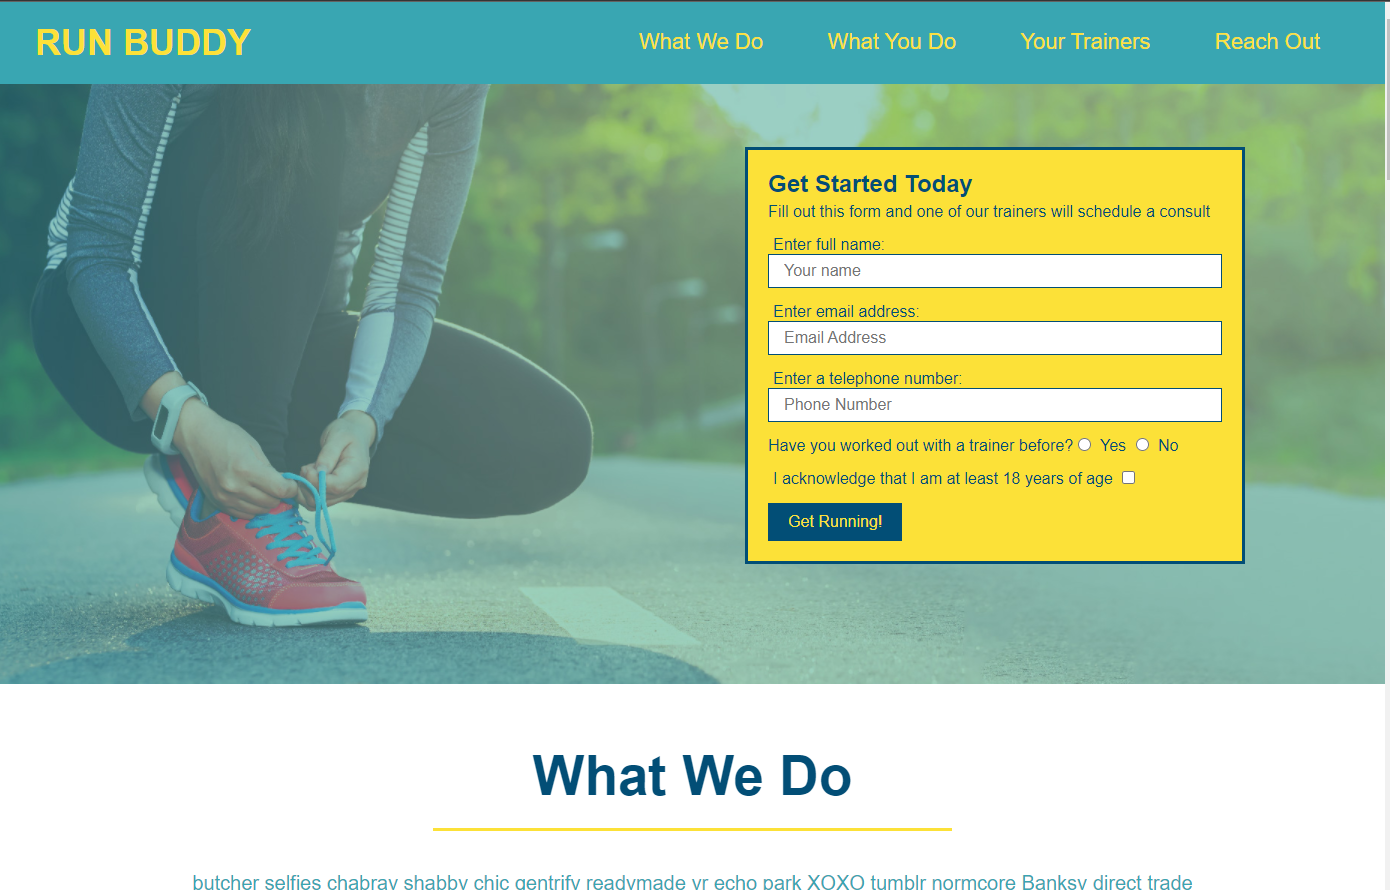 RUN BUDDY
What We Do
What You Do
Your Trainers
Reach Out
Get Started Today
Fill out this form and one of our trainers will schedule a consult
Enter full name:
Your name
Enter email address:
Email Address
Enter a telephone number:
Phone Number
Have you worked out with a trainer before? Yes No
I acknowledge that I am at least 18 years of age
Get Running!
What We Do
butcher selfies chabray shabby chic gentrify readymade yr echo park XOXO tumblr normcore Banksy direct trade